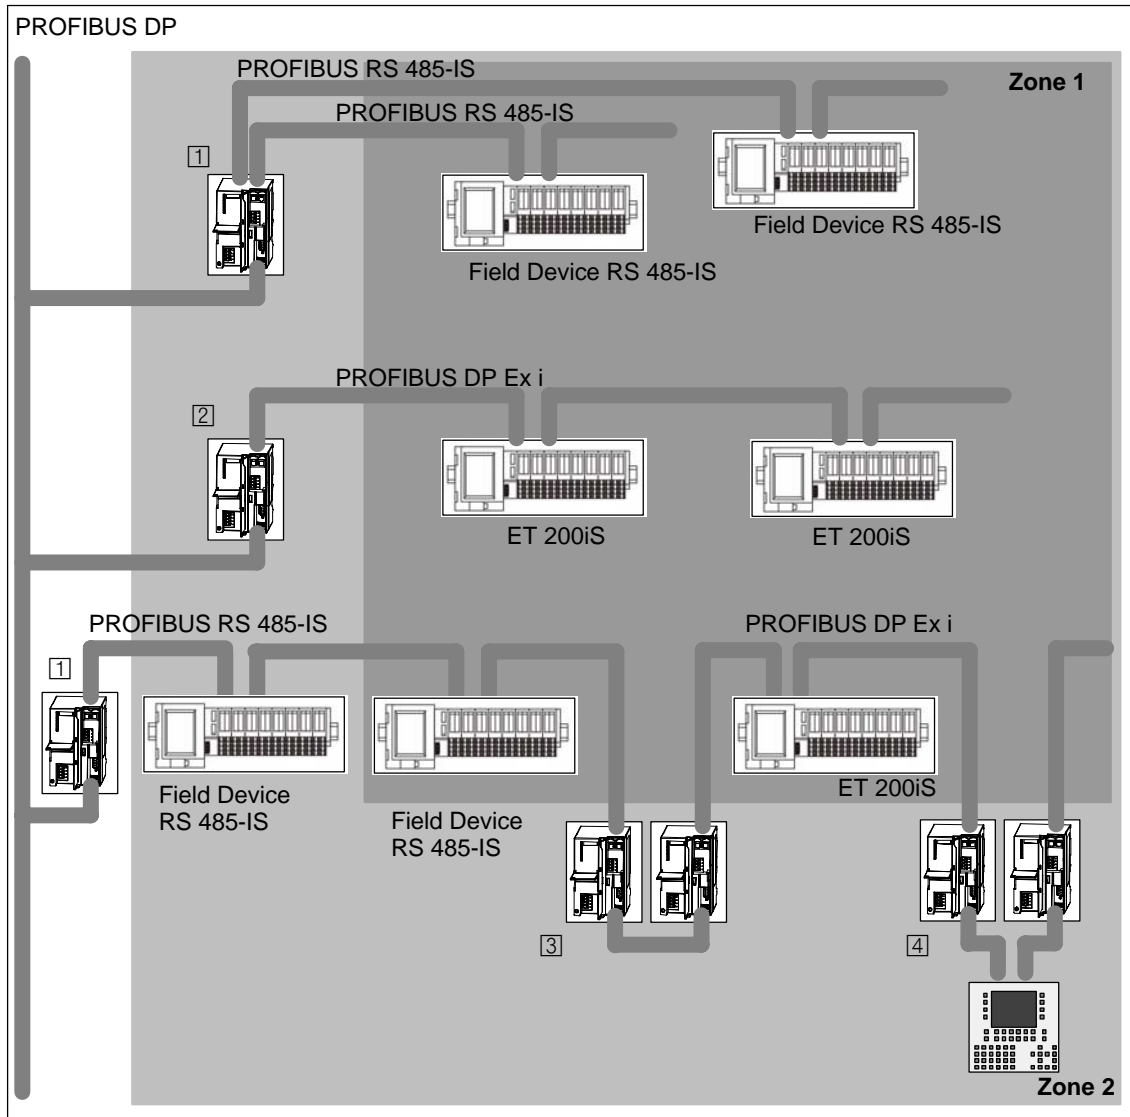 PROFIBUS DP
PROFIBUS RS 485-IS
Zone 1
PROFIBUS RS 485-IS
1
Field Device RS 485-IS
Field Device RS 485-IS
PROFIBUS DP Ex i
2
ET 200iS
ET 200iS
PROFIBUS RS 485-IS
PROFIBUS DP Ex i
1
ET 200iS
Field Device
RS 485-IS
Field Device
RS 485-IS
3
4
Zone 2